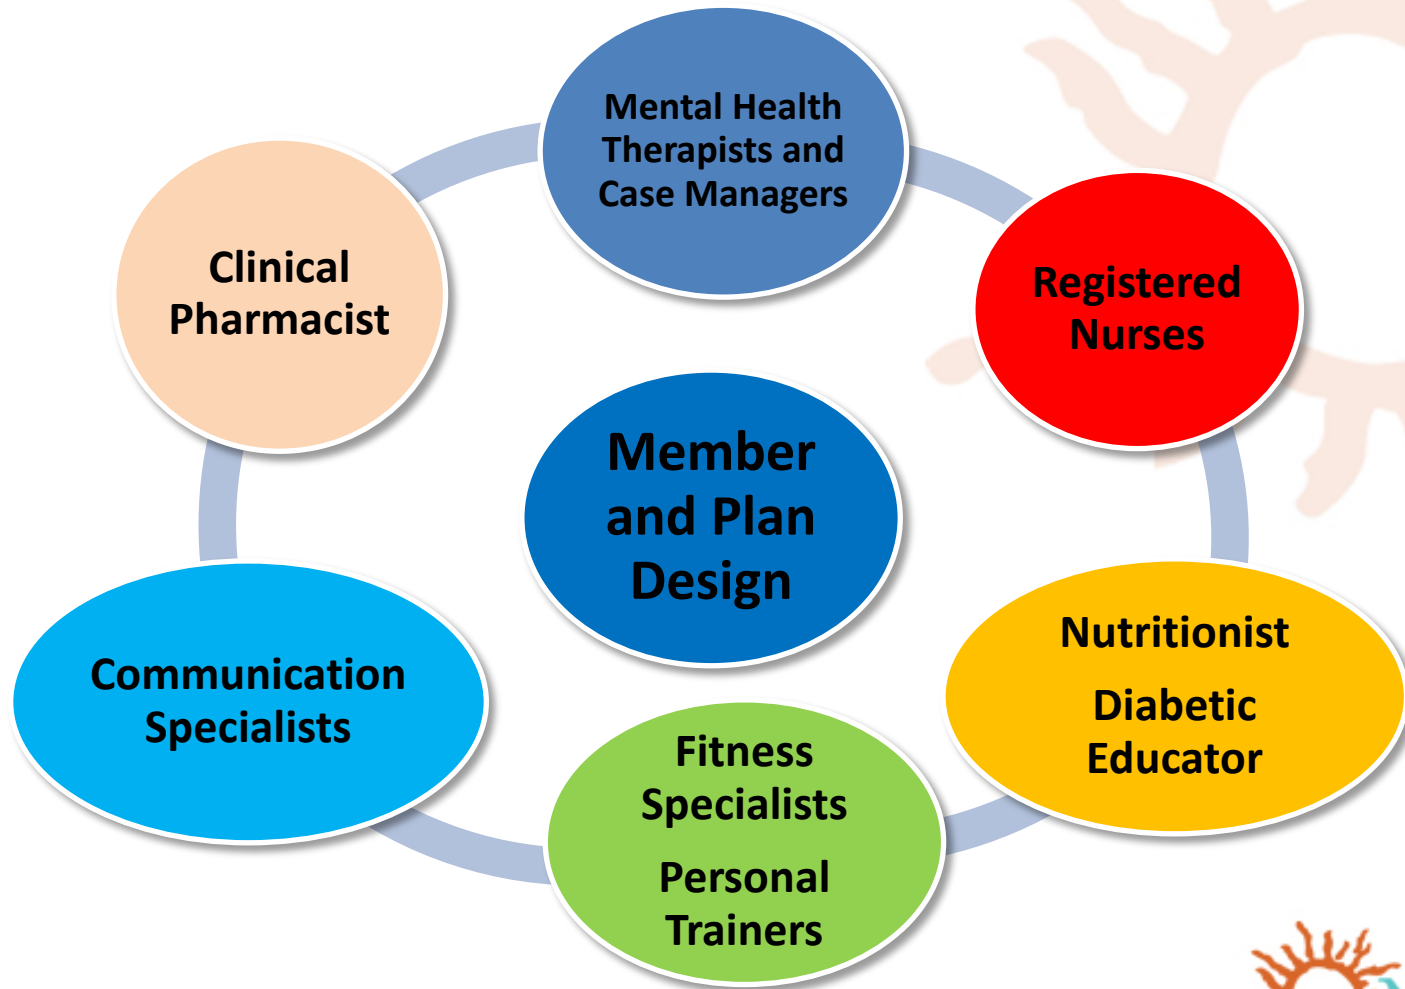 Mental Health
Therapists and
Case Managers
Clinical
Pharmacist
Registered
Nurses
Member
and Plan
Design
Communication
Specialists
Nutritionist
Diabetic
Educator
Fitness
Specialists
Personal
Trainers